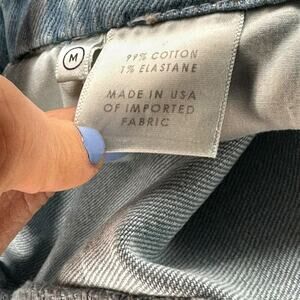 M
99% COTTON
1% ELASTANE
MADE IN USA
OF IMPORTED
FABRIC